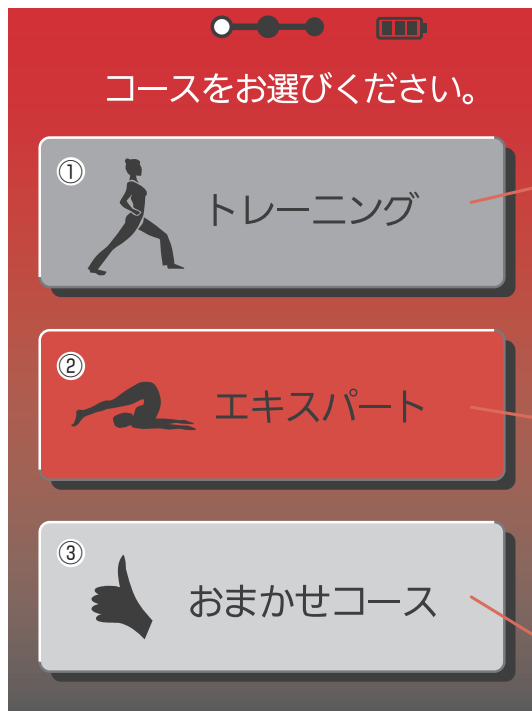 コースをお選びください。
①
トレーニング
②
エキスパート
③
おまかせコース